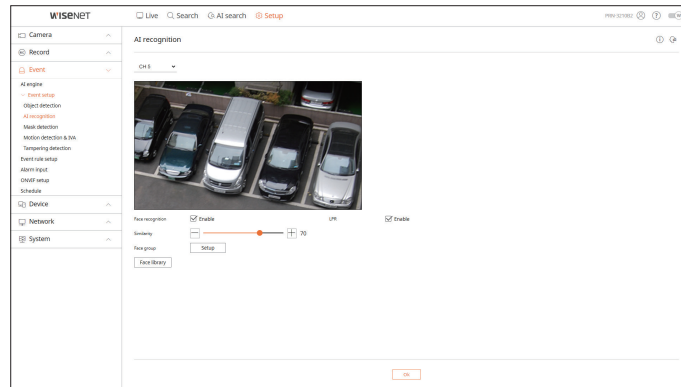 WISENET
Live Search AI search Setup
Camera
Record
Event
AI engine
Event setup
Object detection
AI recognition
Mask detection
Motion detection & IVA
Tampering detection
Event rule setup
Alarm input
ONVIF setup
Schedule
Device
Network
System
AI recognition
CH 5
Face recognition Enable LPR Enable
Similarity 70
Face group Setup
Face library